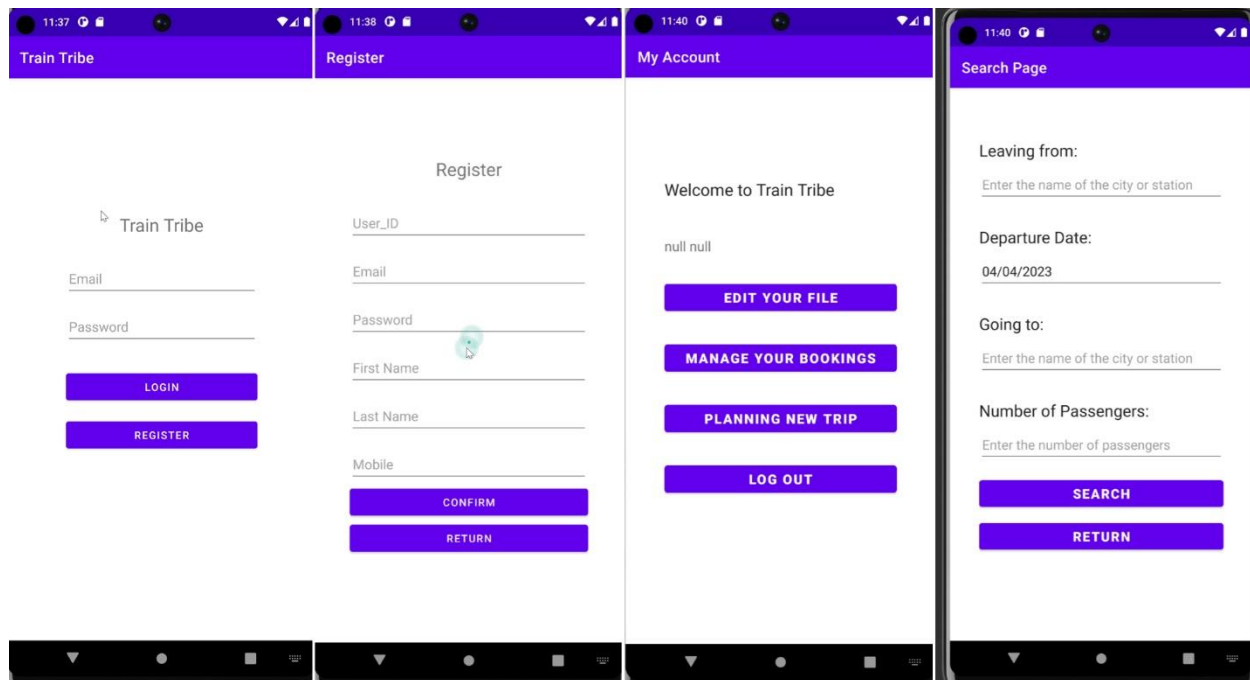 11:37
Train Tribe
Train Tribe
Email
Password
LOGIN
REGISTER
11:38
Register
Register
User_ID
Email
Password
First Name
Last Name
Mobile
CONFIRM
RETURN
11:40
My Account
Welcome to Train Tribe
null null
EDIT YOUR FILE
MANAGE YOUR BOOKINGS
PLANNING NEW TRIP
LOG OUT
11:40
Search Page
Leaving from:
Enter the name of the city or station
Departure Date:
04/04/2023
Going to:
Enter the name of the city or station
Number of Passengers:
Enter the number of passengers
SEARCH
RETURN